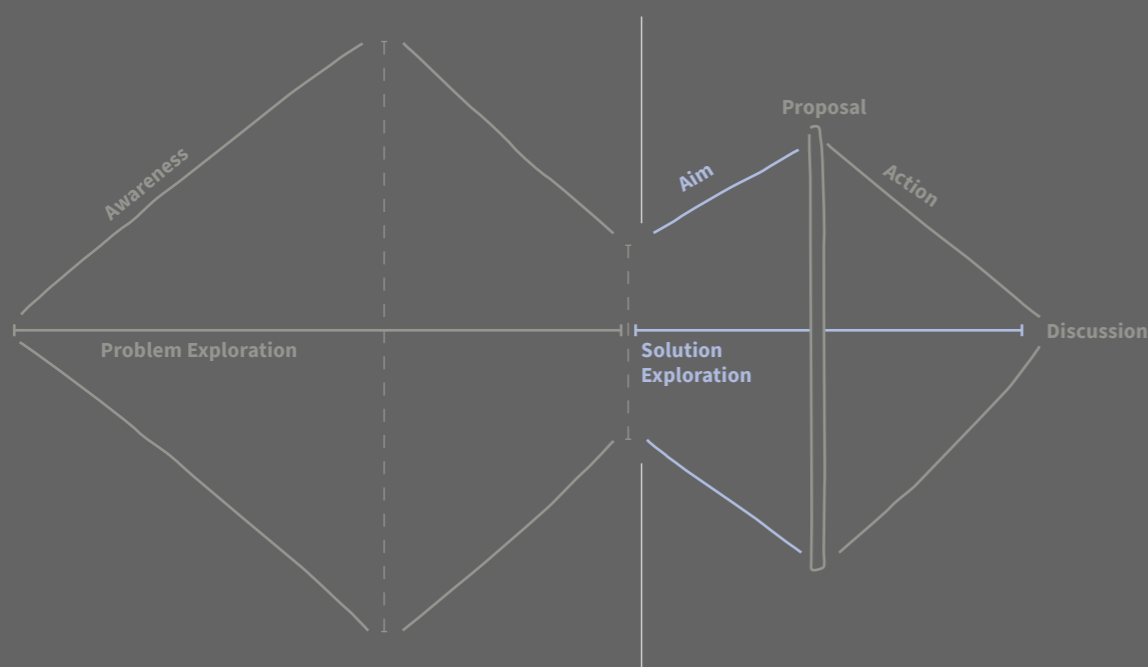 Proposal
Awareness
Aim
Action
Discussion
Problem Exploration
Solution
Exploration